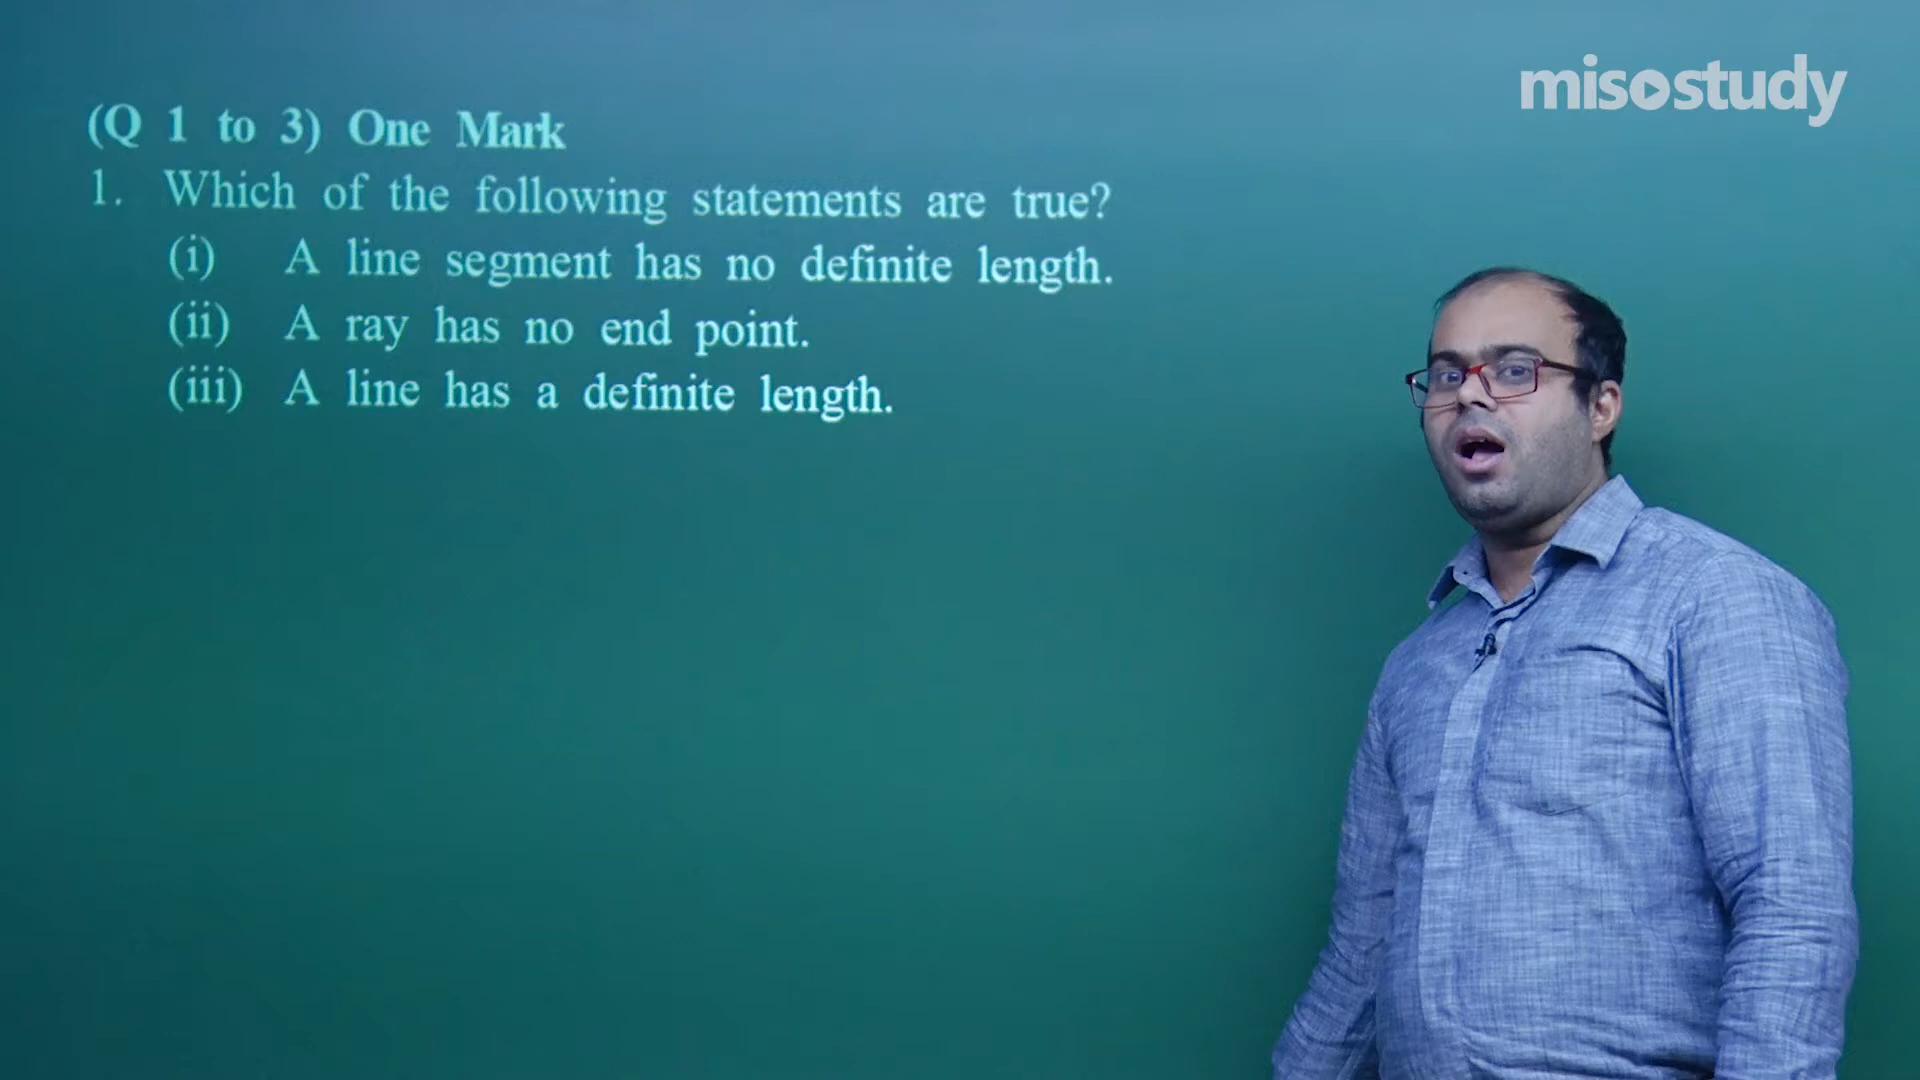 misostudy
(Q 1 to 3) One Mark
1. Which of the following statements are true?
(i) A line segment has no definite length.
(ii) A ray has no end point.
(iii) A line has a definite length.